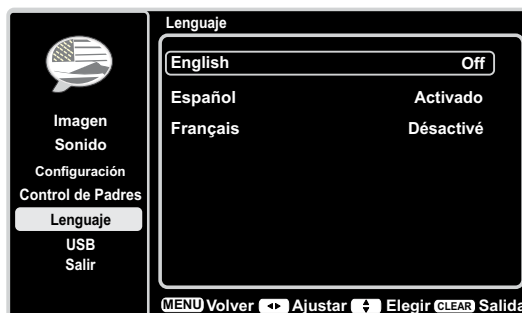 Lenguaje
English Off
Español Activado
Français Désactivé
Imagen
Sonido
Configuración
Control de Padres
Lenguaje
USB
Salir
MENU Volver Ajustar Elegir CLEAR Salida